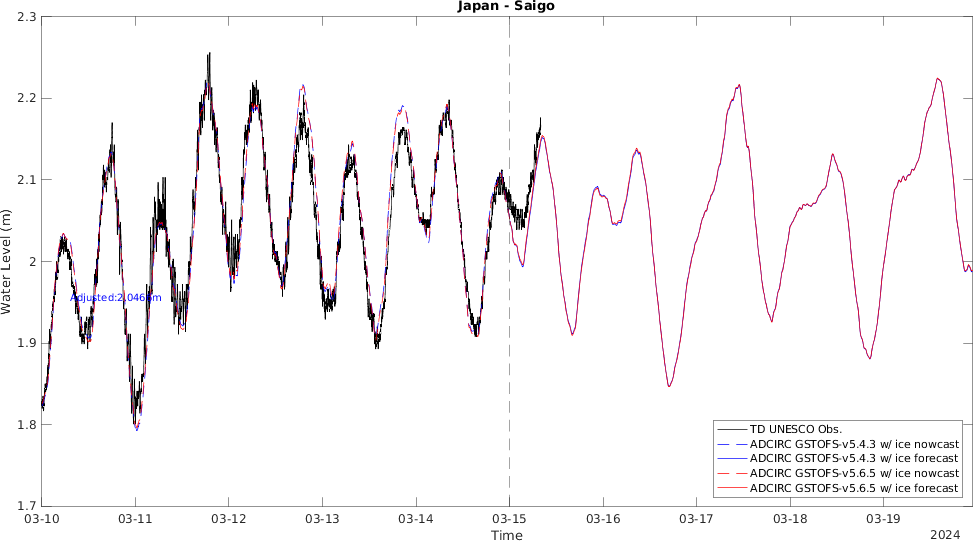 Japan - Saigo
2.3
2.2
2.1
2
1.9
1.8
1.7
Water Level (m)
Adjusted:2.0466m
TD UNESCO Obs.
ADCIRC GSTOFS-v5.4.3 w/ ice nowcast
ADCIRC GSTOFS-v5.4.3 w/ ice forecast
ADCIRC GSTOFS-v5.6.5 w/ ice nowcast
ADCIRC GSTOFS-v5.6.5 w/ ice forecast
03-10 03-11 03-12 03-13 03-14 03-15 03-16 03-17 03-18 03-19
Time
2024